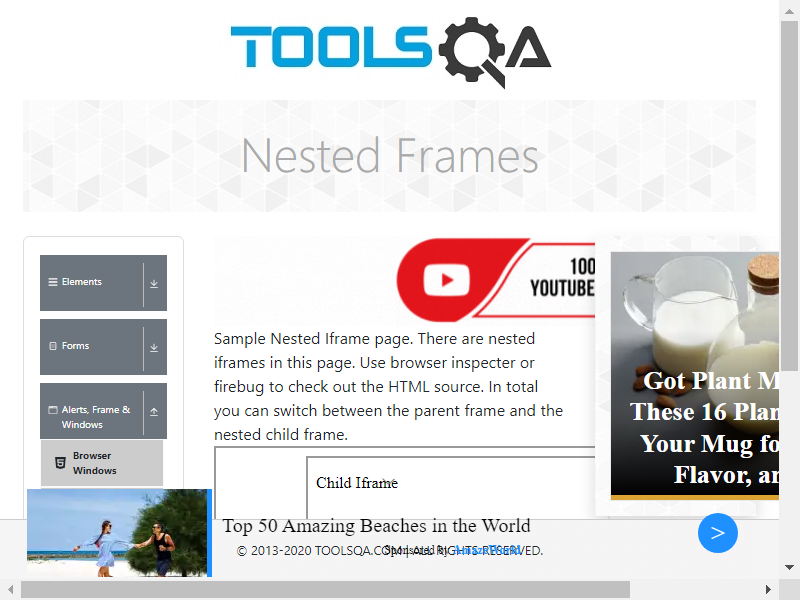 TOOLSQA
Nested Frames
Elements
Forms
Alerts, Frame &
Windows
Browser
Windows
100
YOUTUBE
Sample Nested Iframe page. There are nested
iframes in this page. Use browser inspecter or
firebug to check out the HTML source. In total
you can switch between the parent frame and the
nested child frame.
Child Iframe
Got Plant M
These 16 Plan
Your Mug fo
Flavor, an
Top 50 Amazing Beaches in the World
>
© 2013-2020 TOOLSQA.COM | ALL RIGHTS RESERVED.
Sponsored by